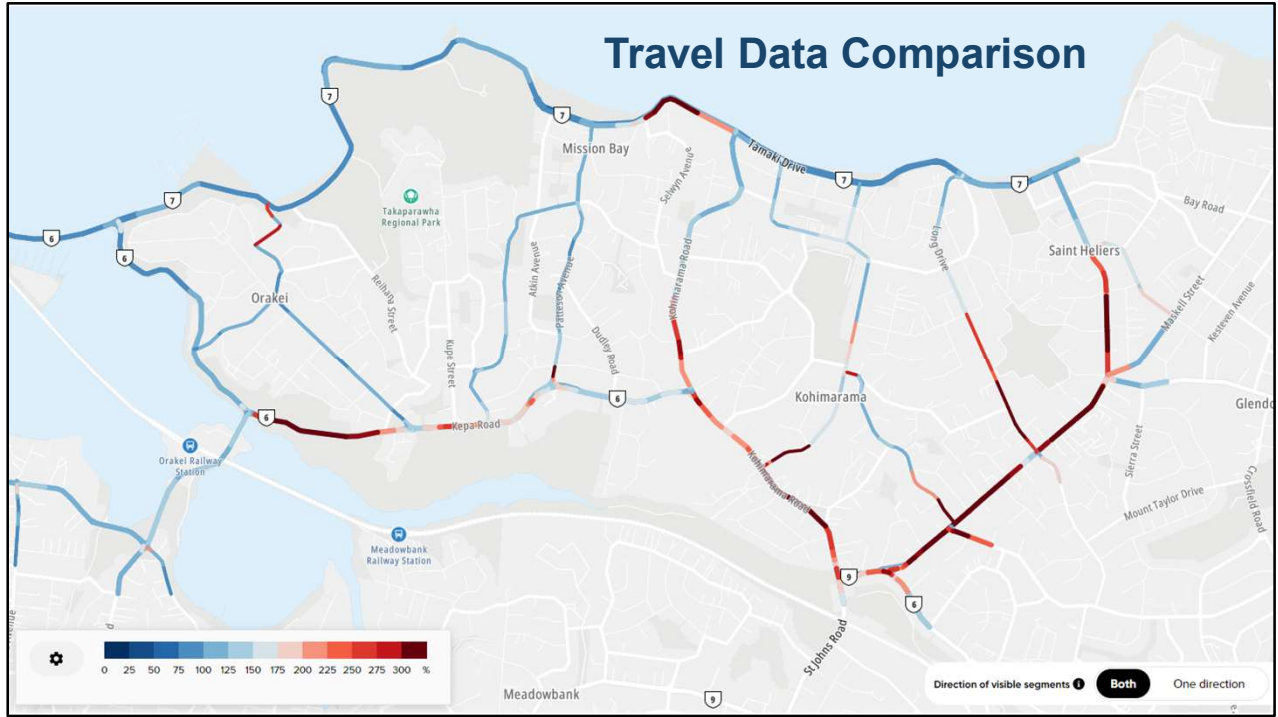 Travel Data Comparison
7
7
Mission Bay
Selwyn Avenue
Tamaki Drive
7
7
7
Bay Road
Takaparawha
Regional Park
6
6
Long Drive
Saint Heliers
Orakei
Reihana Street
Atkin Avenue
Patteson Avenue
Kohimarama Road
Maskell Street
Kesteven Avenue
Kupe Street
Dudley Road
6
6
Kepa Road
Kohimarama
Glendo
Orakei Railway
Station
Kohimarama Road
Sierra Street
Crossfield Road
Mount Taylor Drive
Meadowbank
Railway Station
9
6
St Johns Road
0 25 50 75 100 125 150 175 200 225 250 275 300 %
Meadowbank
9
Direction of visible segments
Both
One direction